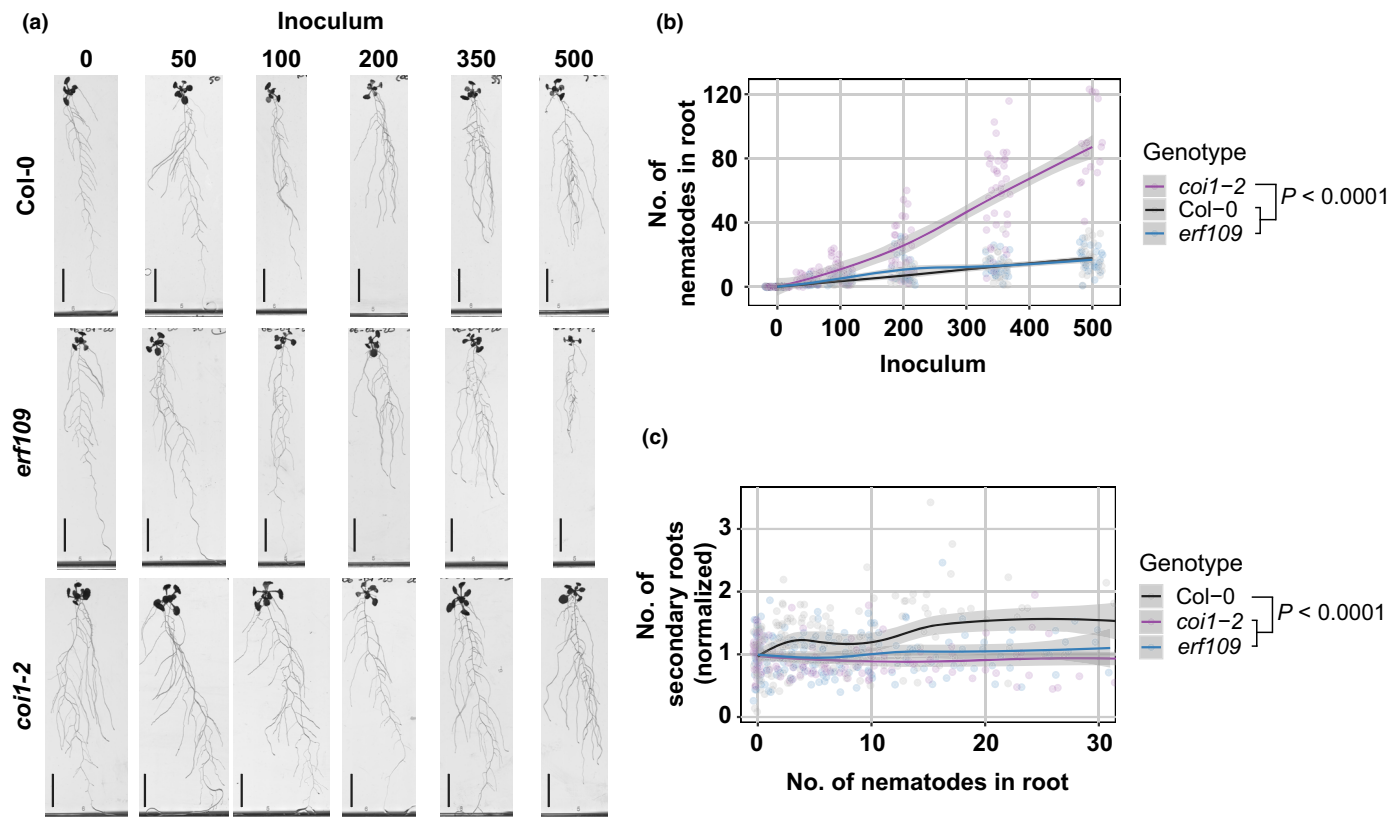 (a)
Inoculum
0 50 100 200 350 500
Col-0
erf109
coi1-2
(b)
No. of
nematodes in root
120
80
40
0
0 100 200 300 400 500
Inoculum
Genotype
coi1−2
Col−0
erf109
P < 0.0001
(c)
No. of
secondary roots
(normalized)
3
2
1
0
0 10 20 30
No. of nematodes in root
Genotype
Col−0
coi1−2
erf109
P < 0.0001